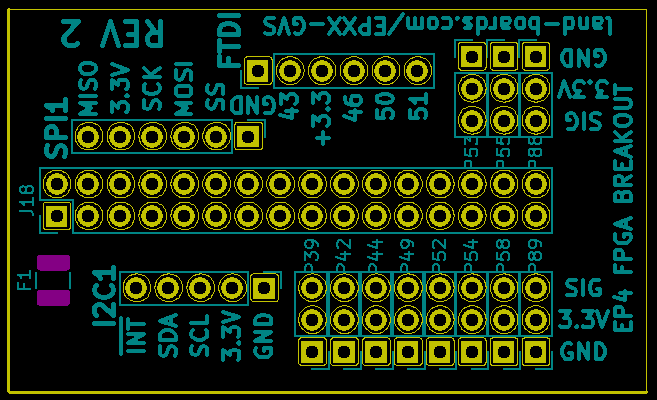 REV 2
land-boards.com/EPXX-GVS
FTDI
GND
43
+3.3
46
50
51
GND
3.3V
SIG
SPI1
MISO
3.3V
SCK
MOSI
SS
GND
P53
P55
P88
J18
EP4 FPGA BREAKOUT
F1
I2C1
INT
SDA
SCL
3.3V
GND
P39
P42
P44
P49
P52
P54
P58
P89
SIG
3.3V
GND